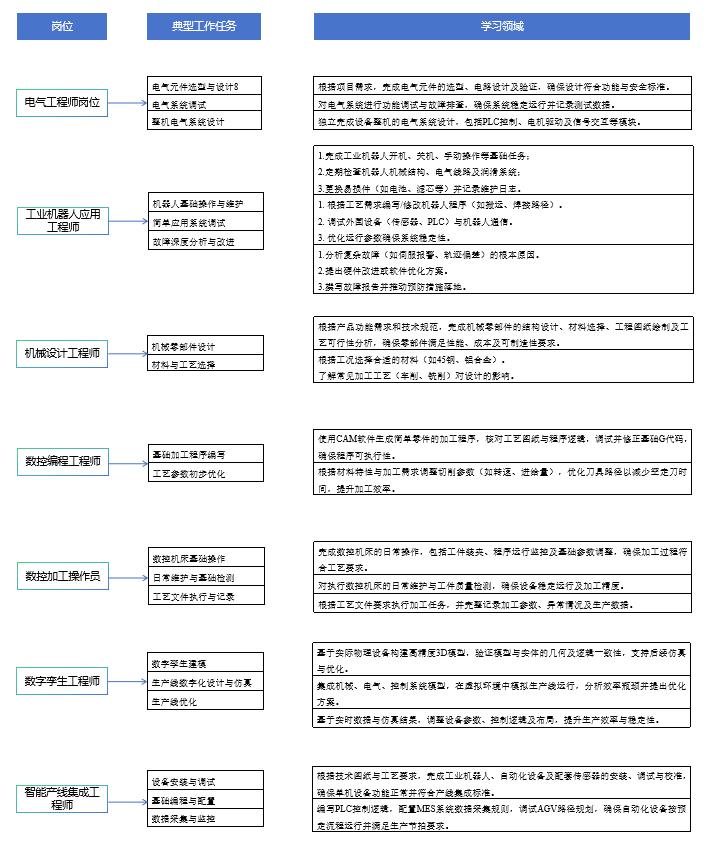 岗位
典型工作任务
学习领域
电气工程师岗位
电气元件选型与设计8
电气系统调试
整机电气系统设计
根据项目需求，完成电气元件的选型、电路设计及验证，确保设计符合功能与安全标准。
对电气系统进行功能调试与故障排查，确保系统稳定运行并记录测试数据。
独立完成设备整机的电气系统设计，包括PLC控制、电机驱动及信号交互等模块。
工业机器人应用
工程师
机器人基础操作与维护
简单应用系统调试
故障深度分析与改进
1.完成工业机器人开机、关机、手动操作等基础任务；
2.定期检查机器人机械结构、电气线路及润滑系统；
3.更换易损件（如电池、滤芯等）并记录维护日志。
1. 根据工艺需求编写/修改机器人程序（如搬运、焊接路径）。
2. 调试外围设备（传感器、PLC）与机器人通信。
3. 优化运行参数确保系统稳定性。
1.分析复杂故障（如伺服报警、轨迹偏差）的根本原因。
2.提出硬件改进或软件优化方案。
3.撰写故障报告并推动预防措施落地。
机械设计工程师
机械零部件设计
材料与工艺选择
根据产品功能需求和技术规范，完成机械零部件的结构设计、材料选择、工程图纸绘制及工
艺可行性分析，确保零部件满足性能、成本及可制造性要求。
根据工况选择合适的材料（如45钢、铝合金）。
了解常见加工工艺（车削、铣削）对设计的影响。
数控编程工程师
基础加工程序编写
工艺参数初步优化
使用CAM软件生成简单零件的加工程序，核对工艺图纸与程序逻辑，调试并修正基础G代码，
确保程序可执行性。
根据材料特性与加工需求调整切削参数（如转速、进给量），优化刀具路径以减少空走刀时
间，提升加工效率。
数控加工操作员
数控机床基础操作
日常维护与基础检测
工艺文件执行与记录
完成数控机床的日常操作，包括工件装夹、程序运行监控及基础参数调整，确保加工过程符
合工艺要求。
对执行数控机床的日常维护与工件质量检测，确保设备稳定运行及加工精度。
根据工艺文件要求执行加工任务，并完整记录加工参数、异常情况及生产数据。
数字孪生工程师
数字孪生建模
生产线数字化设计与仿真
生产线优化
基于实际物理设备构建高精度3D模型，验证模型与实体的几何及逻辑一致性，支持后续仿真
与优化。
集成机械、电气、控制系统模型，在虚拟环境中模拟生产线运行，分析效率瓶颈并提出优化
方案。
基于实时数据与仿真结果，调整设备参数、控制逻辑及布局，提升生产效率与稳定性。
智能产线集成工
程师
设备安装与调试
基础编程与配置
数据采集与监控
根据技术图纸与工艺要求，完成工业机器人、自动化设备及配套传感器的安装、调试与校准，
确保单机设备功能正常并符合产线集成标准。
编写PLC控制逻辑，配置MES系统数据采集规则，调试AGV路径规划，确保自动化设备按预
定流程运行并满足生产节拍要求。